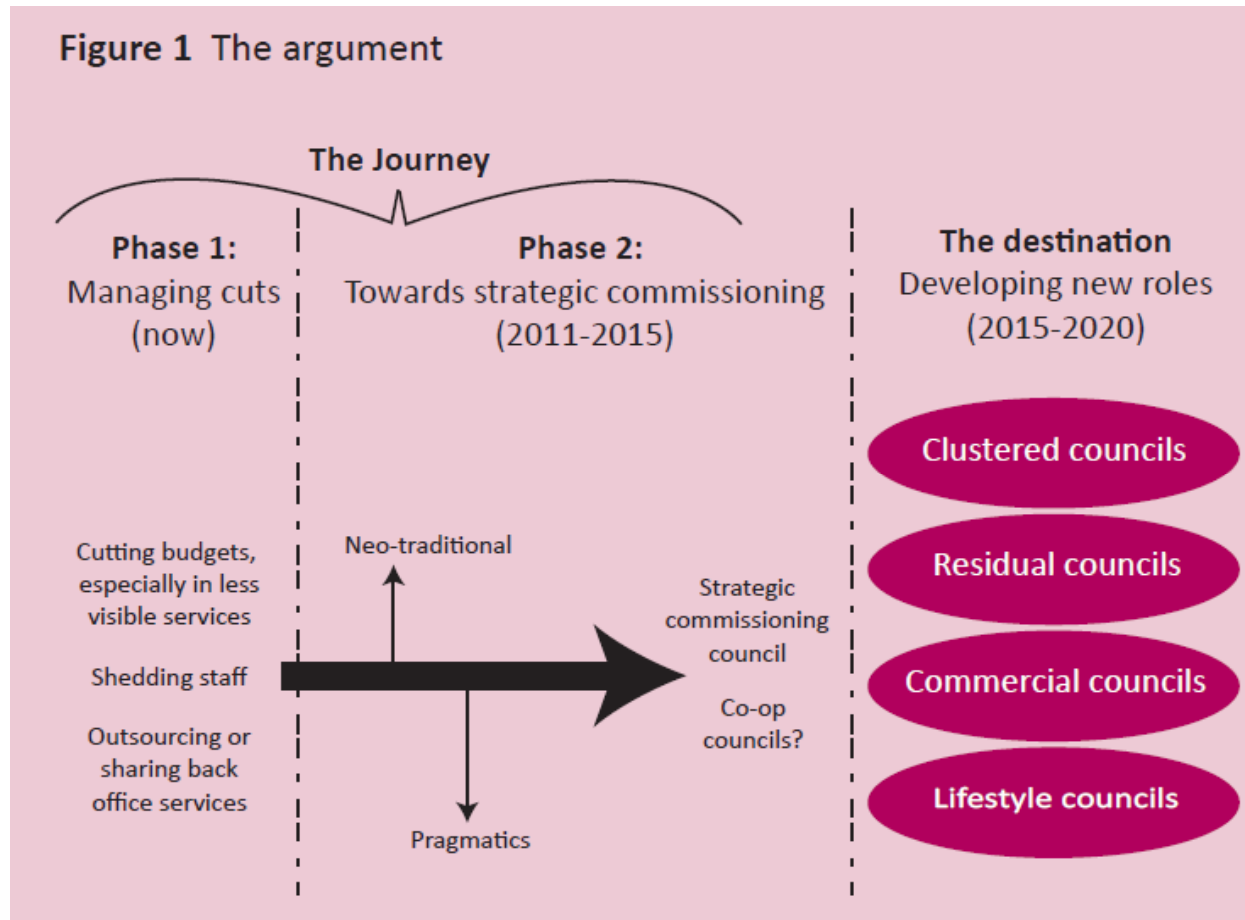 Figure 1 The argument
The Journey
Phase 1:
Managing cuts
(now)
Phase 2:
Towards strategic commissioning
(2011-2015)
The destination
Developing new roles
(2015-2020)
Cutting budgets,
especially in less
visible services
Shedding staff
Outsourcing or
sharing back
office services
Neo-traditional
Pragmatics
Strategic
commissioning
council
Co-op
councils?
Clustered councils
Residual councils
Commercial councils
Lifestyle councils